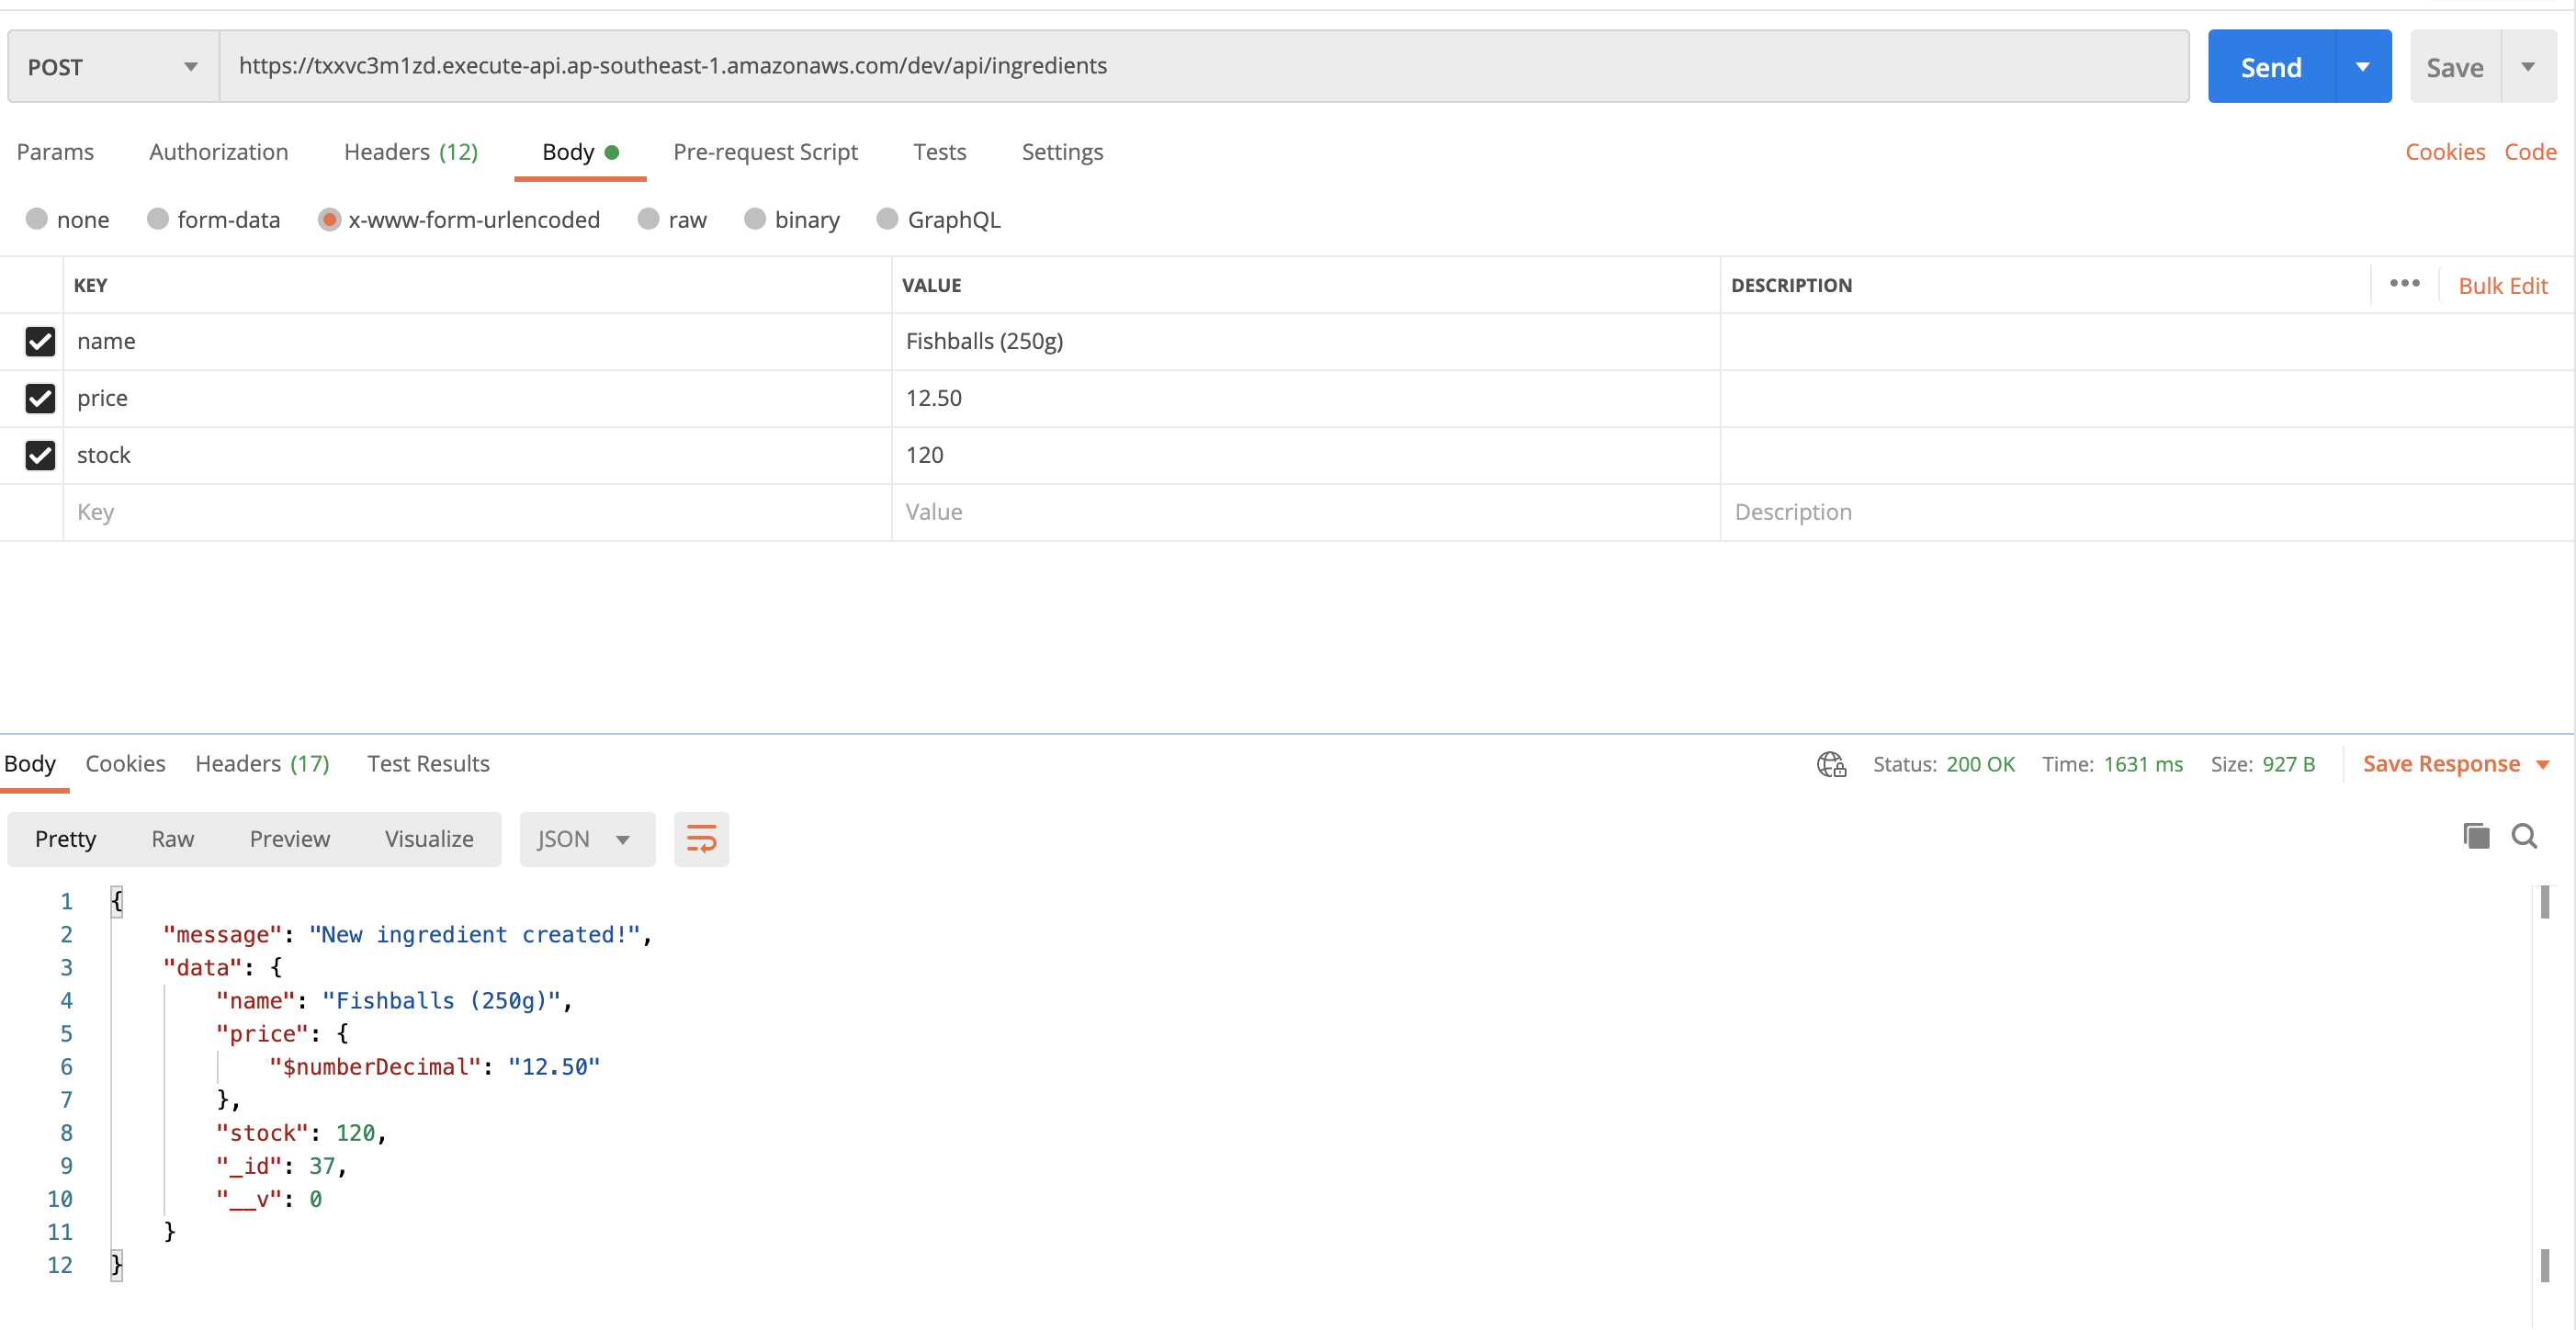 POST https://txxvc3m1zd.execute-api.ap-southeast-1.amazonaws.com/dev/api/ingredients Send Save
Params Authorization Headers (12) Body Pre-request Script Tests Settings Cookies Code
none form-data x-www-form-urlencoded raw binary GraphQL
KEY VALUE DESCRIPTION ••• Bulk Edit
name Fishballs (250g)
price 12.50
stock 120
Key Value Description
Body Cookies Headers (17) Test Results Status: 200 OK Time: 1631 ms Size: 927 B Save Response
Pretty Raw Preview Visualize JSON
1 {
2 "message": "New ingredient created!",
3 "data": {
4 "name": "Fishballs (250g)",
5 "price": {
6 "$numberDecimal": "12.50"
7 },
8 "stock": 120,
9 "_id": 37,
10 "__v": 0
11 }
12 }